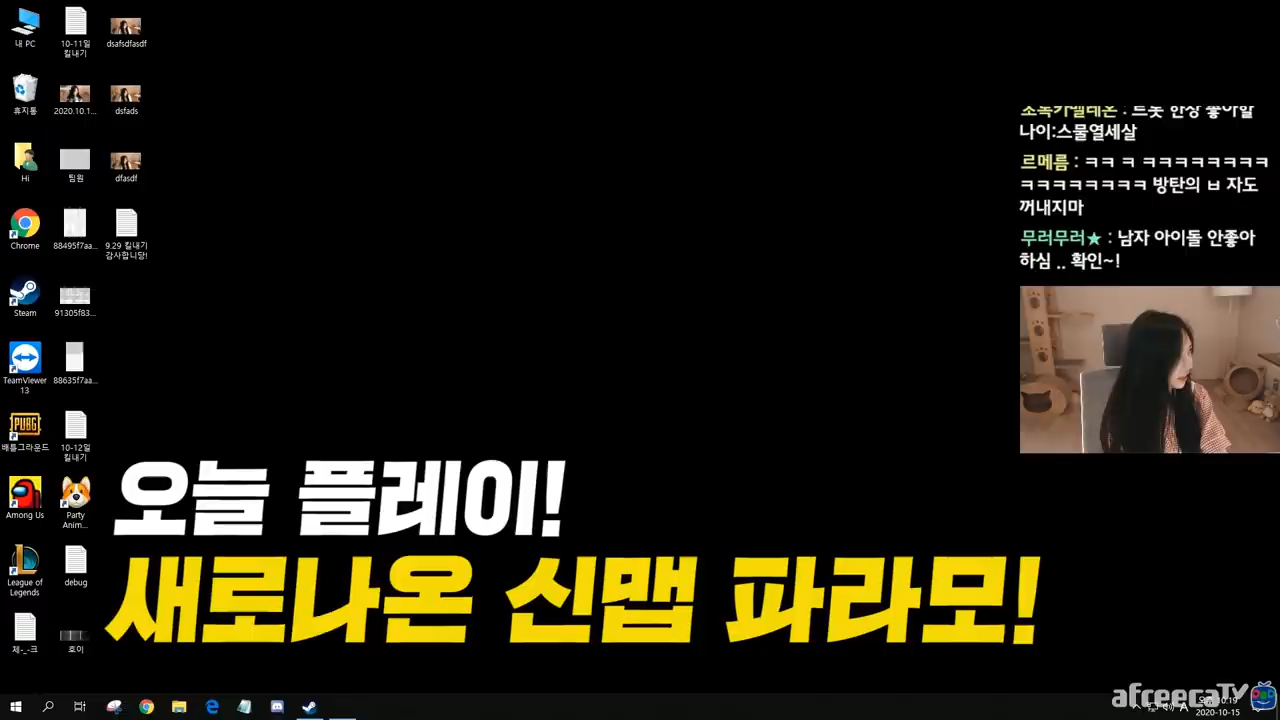 내 PC
10-11일
킬내기
dsafsdfasdf
휴지통
2020.10.1...
dsfads
Hi
팀원
dfasdf
Chrome
88495f7aa...
9.29 킬내기
감사합니당!
Steam
91305f83...
TeamViewer
13
88635f7aa...
PUBG
배틀그라운드
10-12일
킬내기
Among Us
Party
Anim...
League of
Legends
debug
제-_-크
호이
나이:스물열세살
르메름 : ㅋㅋ ㅋ ㅋㅋㅋㅋㅋㅋㅋㅋㅋ
ㅋㅋㅋㅋㅋㅋㅋㅋㅋ 방탄의 ㅂ 자도
꺼내지마
무러무러★ : 남자 아이돌 안좋아
하심 .. 확인~!
오늘 플레이!
새로나온 신맵 파라모!
afreecaTV
2020-10-15